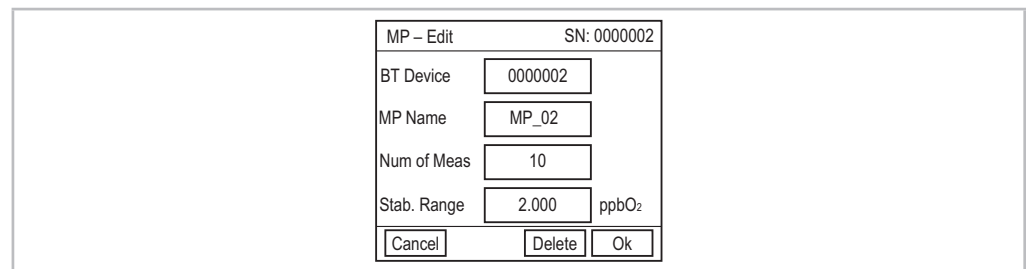 MP – Edit SN: 0000002
BT Device 0000002
MP Name MP_02
Num of Meas 10
Stab. Range 2.000 ppbO₂
Cancel Delete Ok